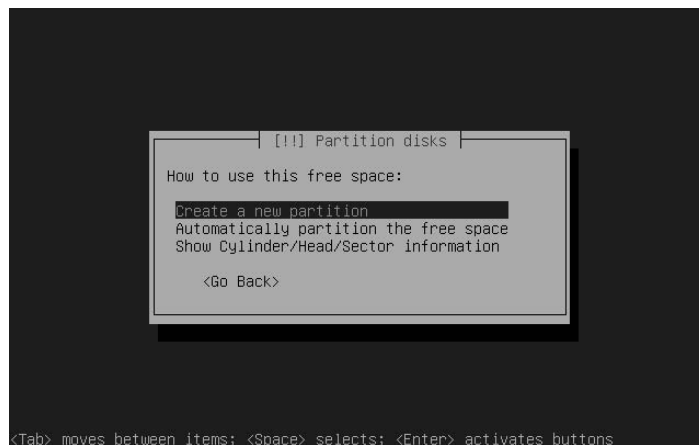 [!!] Partition disks
How to use this free space:
Create a new partition
Automatically partition the free space
Show Cylinder/Head/Sector information
<Go Back>
<Tab> moves between items; <Space> selects; <Enter> activates buttons